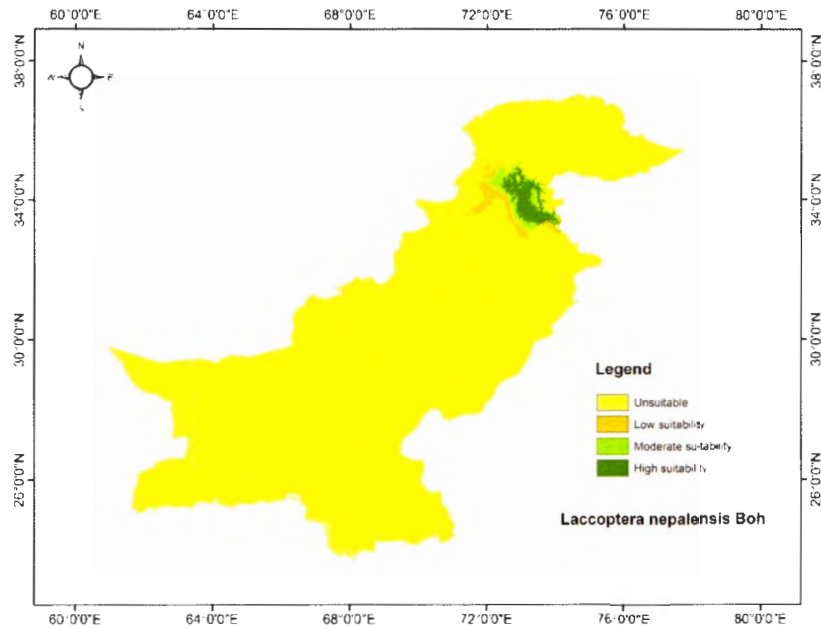 60°0'0"E 64°0'0"E 68°0'0"E 72°0'0"E 76°0'0"E 80°0'0"E
38°0'0"N 38°0'0"N
N
34°0'0"N 34°0'0"N
30°0'0"N 30°0'0"N
Legend
Unsuitable
Low suitability
Moderate suitability
High suitability
26°0'0"N 26°0'0"N
Laccoptera nepalensis Boh
60°0'0"E 64°0'0"E 68°0'0"E 72°0'0"E 76°0'0"E 80°0'0"E